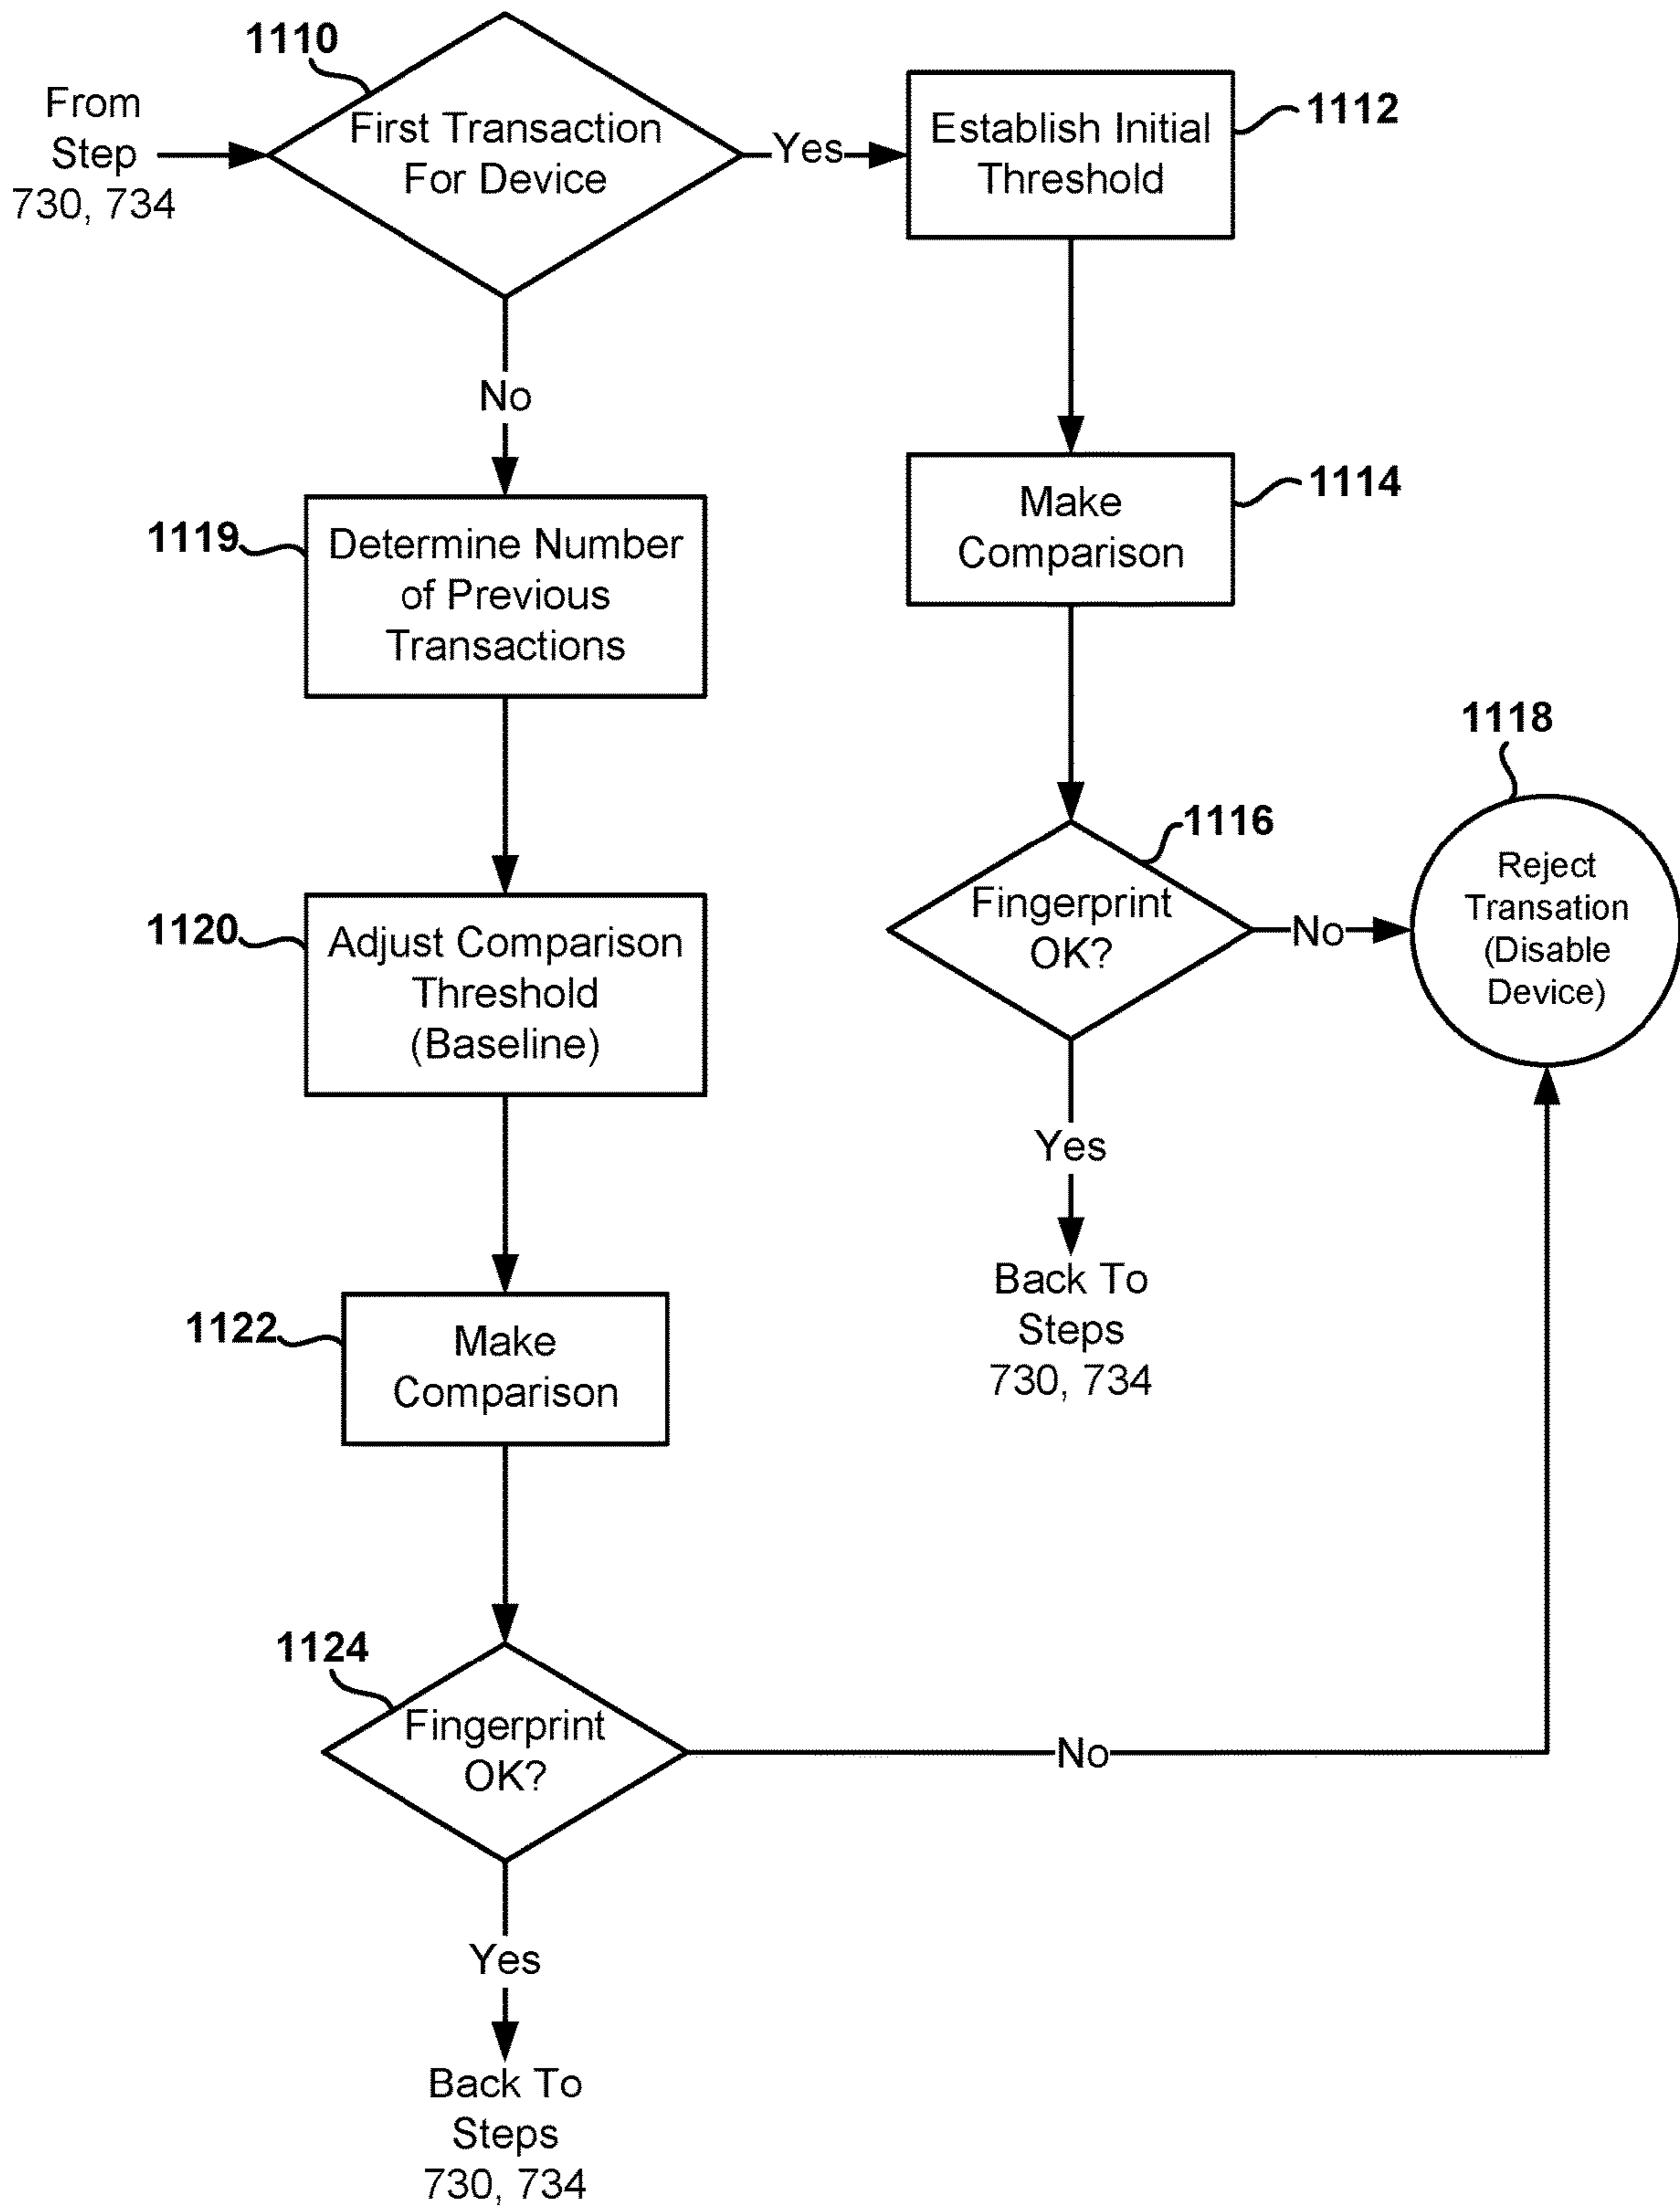 1110
From
Step
730, 734
First Transaction
For Device
Yes
Establish Initial
Threshold
1112
No
1119
Determine Number
of Previous
Transactions
Make
Comparison
1114
1118
1116
Fingerprint
OK?
No
Reject
Transation
(Disable
Device)
1120
Adjust Comparison
Threshold
(Baseline)
Yes
Back To
Steps
730, 734
1122
Make
Comparison
1124
Fingerprint
OK?
No
Yes
Back To
Steps
730, 734